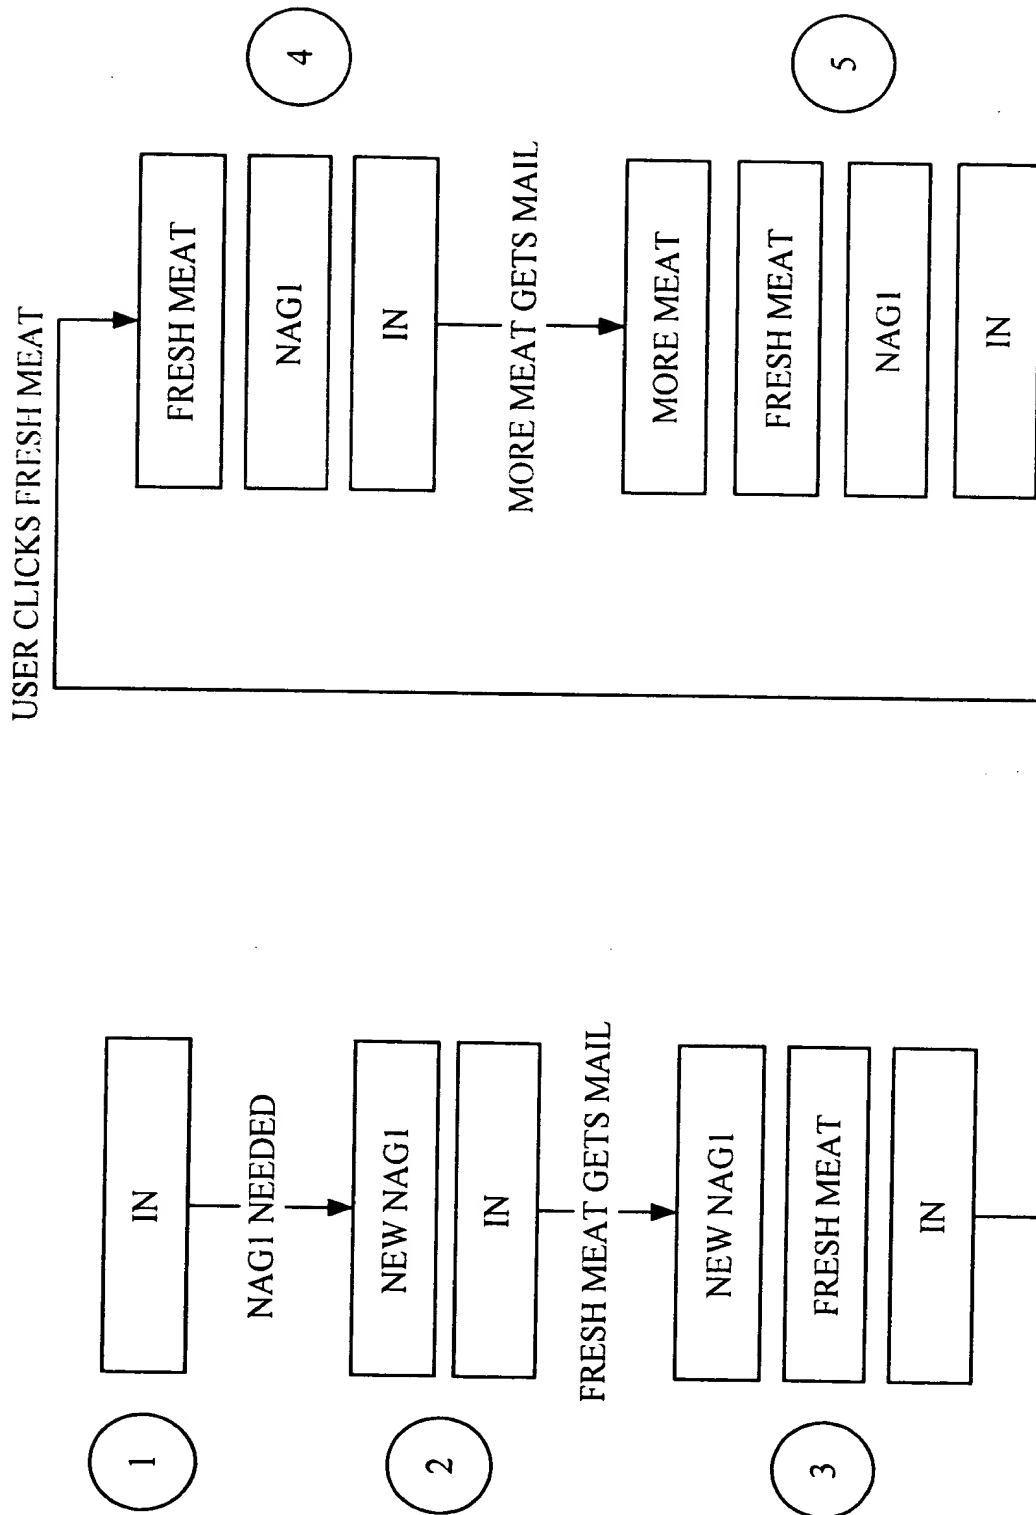 1
IN
NAG1 NEEDED
2
NEW NAG1
IN
FRESH MEAT GETS MAIL
3
NEW NAG1
FRESH MEAT
IN
USER CLICKS FRESH MEAT
4
FRESH MEAT
NAG1
IN
MORE MEAT GETS MAIL
5
MORE MEAT
FRESH MEAT
NAG1
IN